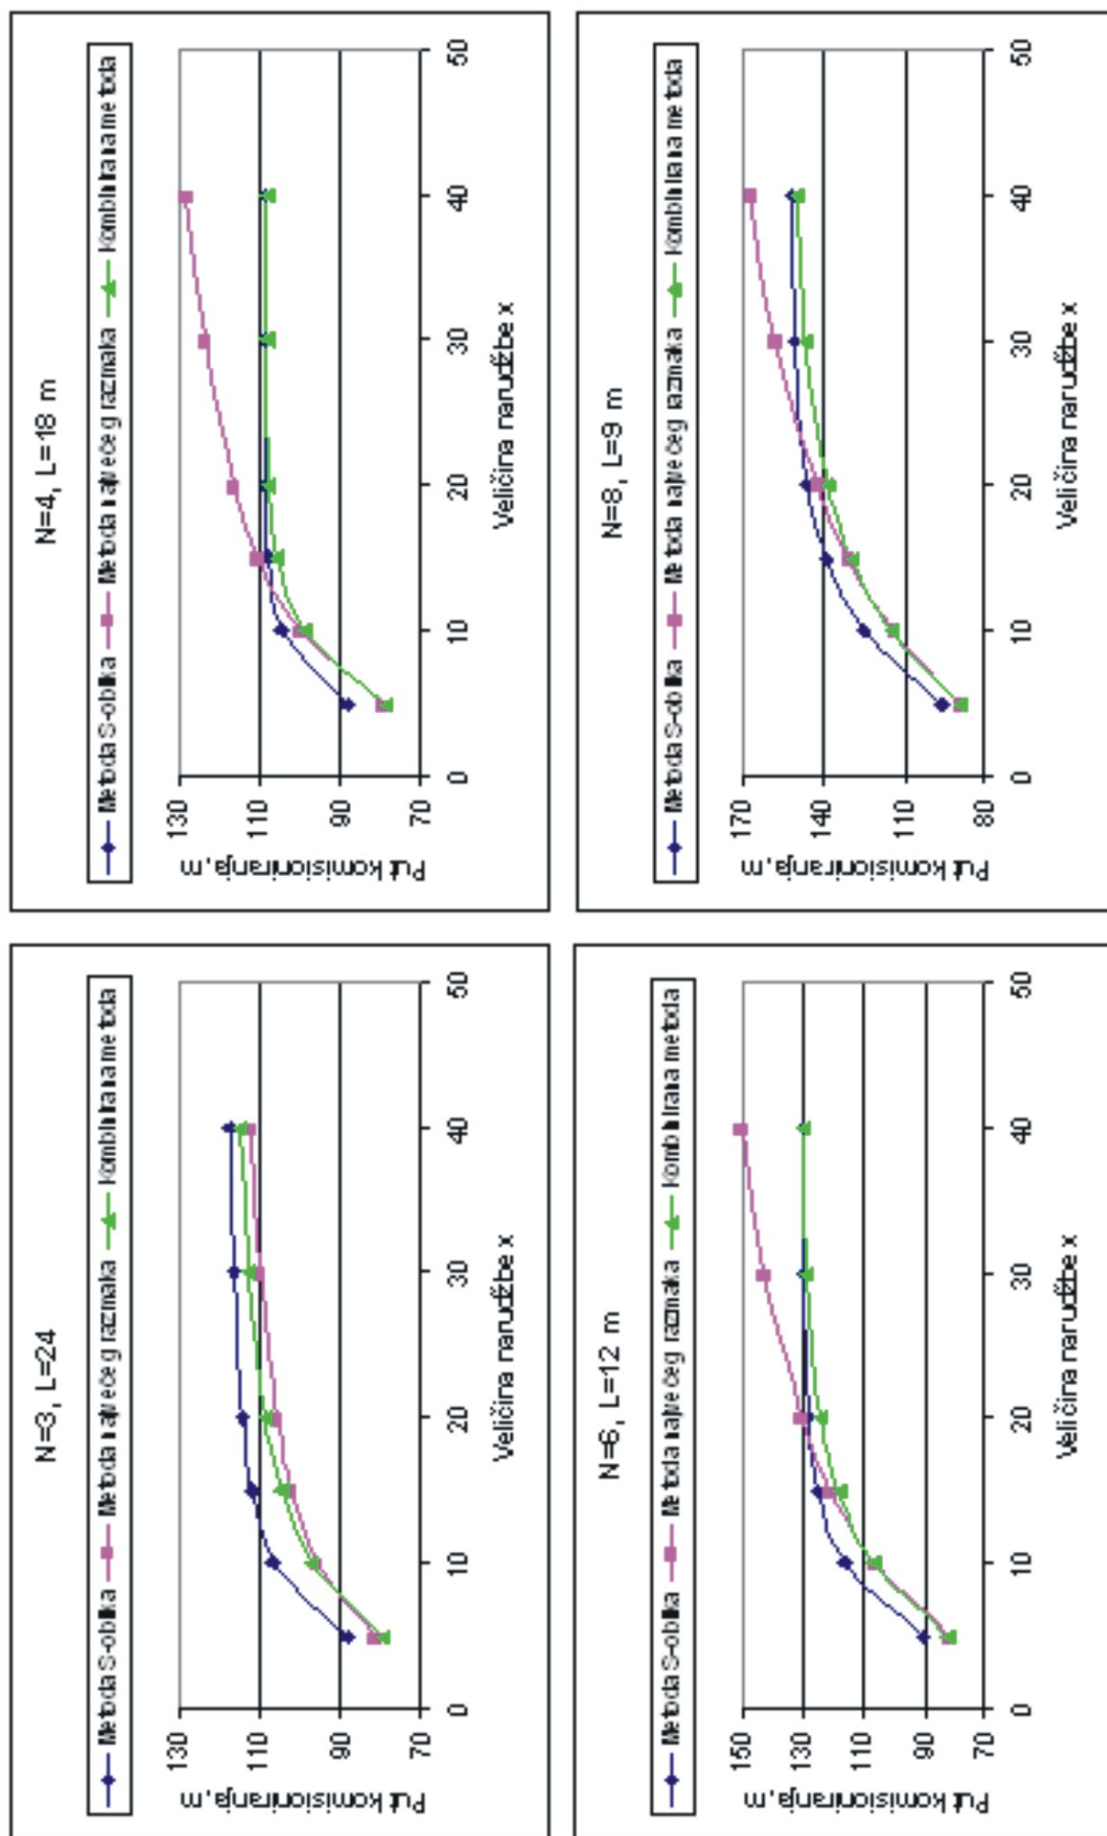 N=3, L=24
Metoda S-oblika Metoda najvećeg razmaka Kombinirana metoda
Put komisioniranja, m
130
110
90
70
0 10 20 30 40 50
Veličina narudžbe x
N=4, L=18 m
Metoda S-oblika Metoda najvećeg razmaka Kombinirana metoda
Put komisioniranja, m
130
110
90
70
0 10 20 30 40 50
Veličina narudžbe x
N=6, L=12 m
Metoda S-oblika Metoda najvećeg razmaka Kombinirana metoda
Put komisioniranja, m
150
130
110
90
70
0 10 20 30 40 50
Veličina narudžbe x
N=8, L=9 m
Metoda S-oblika Metoda najvećeg razmaka Kombinirana metoda
Put komisioniranja, m
170
140
110
80
0 10 20 30 40 50
Veličina narudžbe x